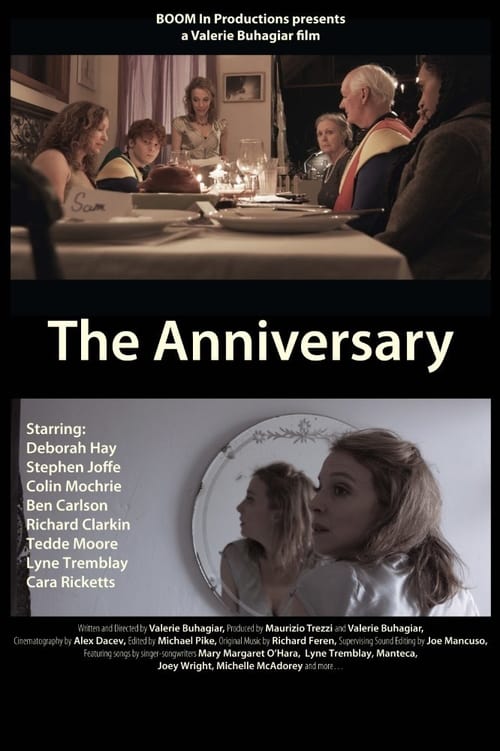 BOOM In Productions presents
a Valerie Buhagiar film
Sam
The Anniversary
Starring:
Deborah Hay
Stephen Joffe
Colin Mochrie
Ben Carlson
Richard Clarkin
Tedde Moore
Lyne Tremblay
Cara Ricketts
Written and Directed by Valerie Buhagiar, Produced by Maurizio Trezzi and Valerie Buhagiar,
Cinematography by Alex Dacev, Edited by Michael Pike, Original Music by Richard Feren, Supervising Sound Editing by Joe Mancuso,
Featuring songs by singer-songwriters Mary Margaret O'Hara, Lyne Tremblay, Manteca,
Joey Wright, Michelle McAdorey and more...